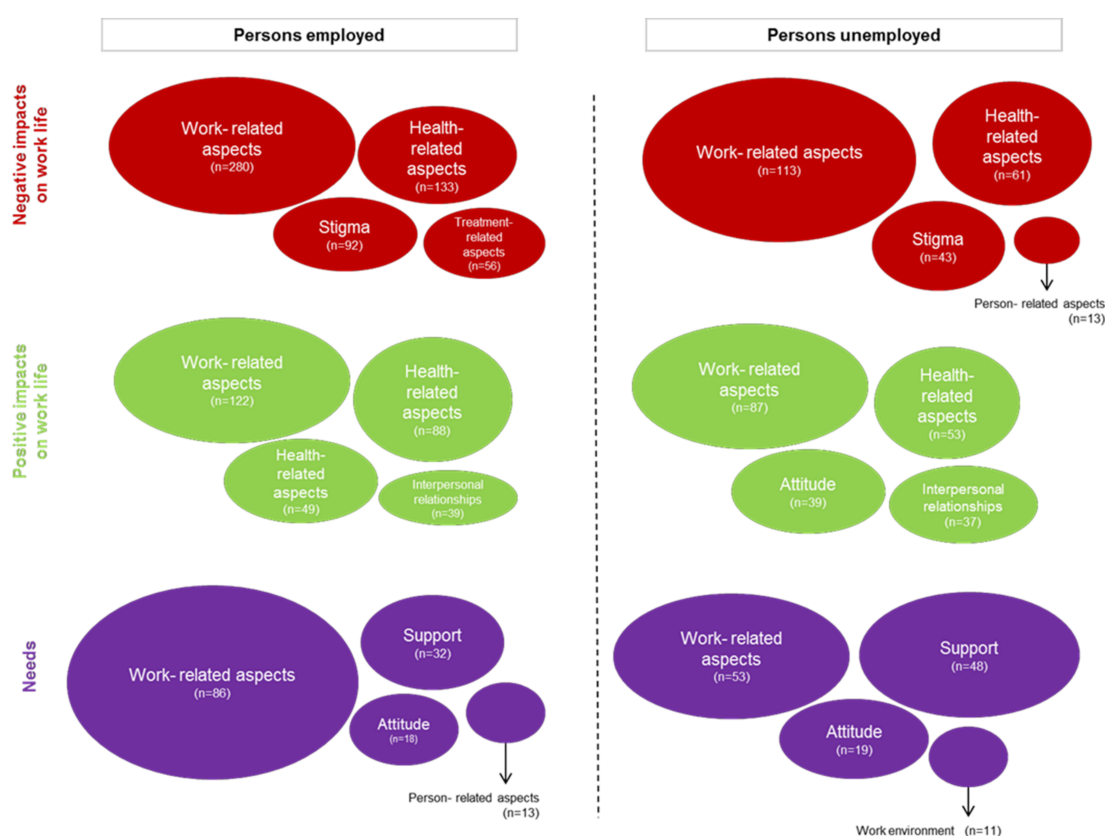 Persons employed
Persons unemployed
Negative impacts
on work life
Work- related
aspects
(n=280)
Health-
related
aspects
(n=133)
Stigma
(n=92)
Treatment-
related
aspects
(n=56)
Work- related aspects
(n=113)
Health-
related
aspects
(n=61)
Stigma
(n=43)
Person- related aspects
(n=13)
Positive impacts
on work life
Work- related
aspects
(n=122)
Health-
related
aspects
(n=88)
Health-
related
aspects
(n=49)
Interpersonal
relationships
(n=39)
Work- related
aspects
(n=87)
Health-
related
aspects
(n=53)
Attitude
(n=39)
Interpersonal
relationships
(n=37)
Needs
Work- related aspects
(n=86)
Support
(n=32)
Attitude
(n=18)
Person- related aspects
(n=13)
Work- related
aspects
(n=53)
Support
(n=48)
Attitude
(n=19)
Work environment (n=11)